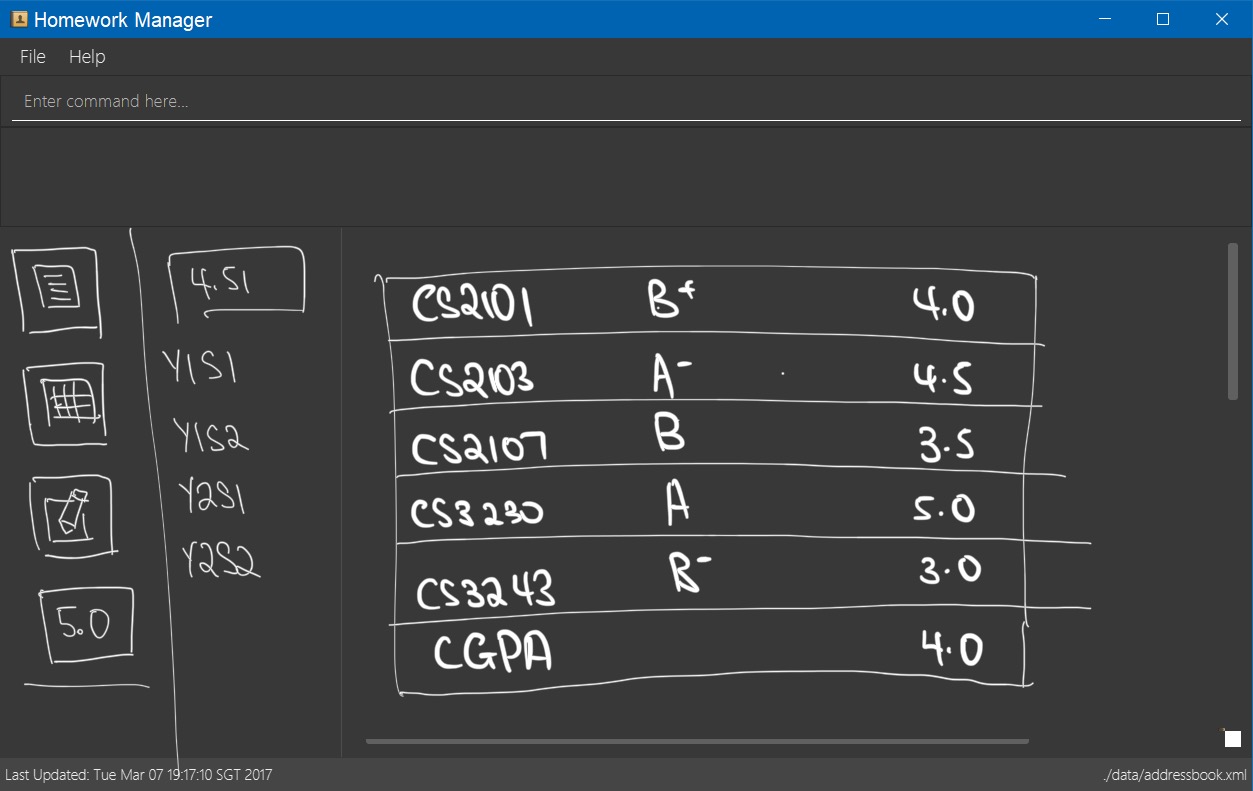 Homework Manager
File Help
Enter command here...
4.51
Y1S1
Y1S2
Y2S1
Y2S2
5.0
CS2101 B+ 4.0
CS2103 A- 4.5
CS2107 B 3.5
CS3230 A 5.0
CS3243 B- 3.0
CGPA 4.0
Last Updated: Tue Mar 07 19:17:10 SGT 2017 ./data/addressbook.xml